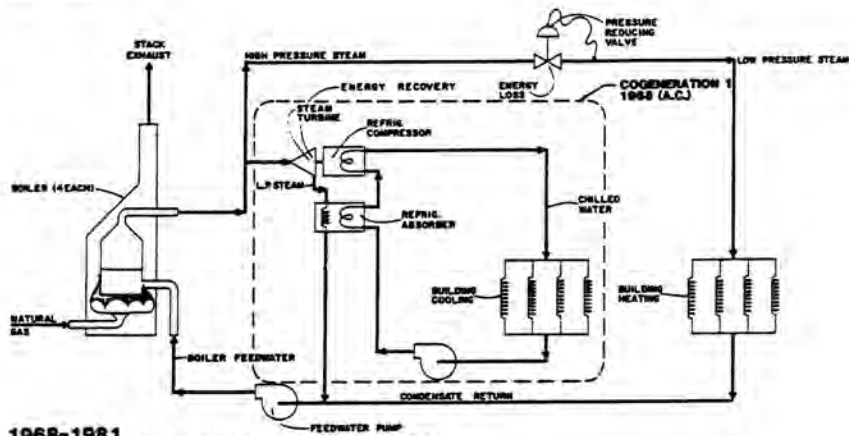 STACK
EXHAUST
HIGH PRESSURE STEAM
PRESSURE
REDUCING
VALVE
LOW PRESSURE STEAM
ENERGY
LOSS
COGENERATION 1
1968 (A.C.)
ENERGY RECOVERY
STEAM
TURBINE
REFRIG.
COMPRESSOR
BOILER (4 EACH)
L.P. STEAM
REFRIG.
ABSORBER
CHILLED
WATER
BUILDING
COOLING
BUILDING
HEATING
NATURAL
GAS
BOILER FEEDWATER
CONDENSATE RETURN
FEEDWATER PUMP
1968-1981